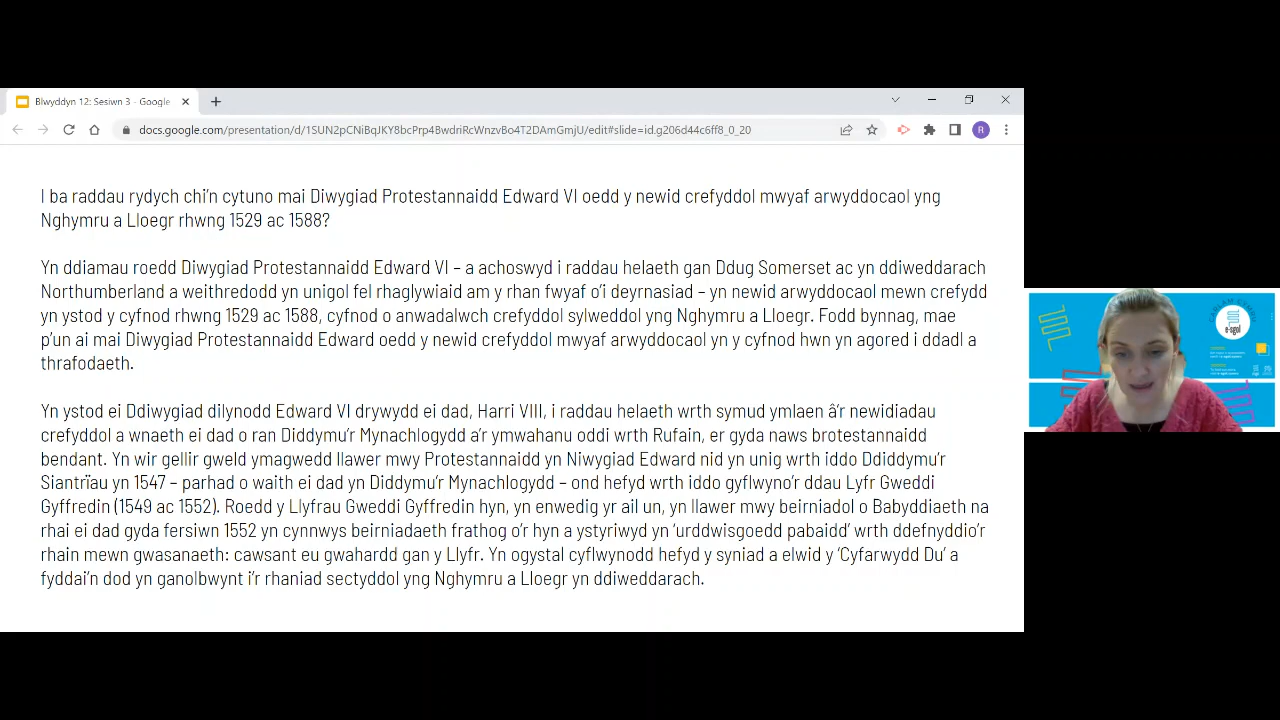 Blwyddyn 12: Sesiwn 3 - Google
docs.google.com/presentation/d/1SUN2pCNiBqJKY8bcPrp4BwdriRcWnzvBo4T2DAmGmjU/edit#slide=id.g206d44c6ff8_0_20
R
I ba raddau rydych chi'n cytuno mai Diwygiad Protestannaidd Edward VI oedd y newid crefyddol mwyaf arwyddocaol yng
Nghymru a Lloegr rhwng 1529 ac 1588?
Yn ddiamau roedd Diwygiad Protestannaidd Edward VI – a achoswyd i raddau helaeth gan Ddug Somerset ac yn ddiweddarach
Northumberland a weithredodd yn unigol fel rhaglywiaid am y rhan fwyaf o'i deyrnasiad – yn newid arwyddocaol mewn crefydd
yn ystod y cyfnod rhwng 1529 ac 1588, cyfnod o anwadalwch crefyddol sylweddol yng Nghymru a Lloegr. Fodd bynnag, mae
p'un ai mai Diwygiad Protestannaidd Edward oedd y newid crefyddol mwyaf arwyddocaol yn y cyfnod hwn yn agored i ddadl a
thrafodaeth.
Yn ystod ei Ddiwygiad dilynodd Edward VI drywydd ei dad, Harri VIII, i raddau helaeth wrth symud ymlaen â'r newidiadau
crefyddol a wnaeth ei dad o ran Diddymu'r Mynachlogydd a'r ymwahanu oddi wrth Rufain, er gyda naws brotestannaidd
bendant. Yn wir gellir gweld ymagwedd llawer mwy Protestannaidd yn Niwygiad Edward nid yn unig wrth iddo Ddiddymu'r
Siantrïau yn 1547 – parhad o waith ei dad yn Diddymu'r Mynachlogydd – ond hefyd wrth iddo gyflwyno'r ddau Lyfr Gweddi
Gyffredin (1549 ac 1552). Roedd y Llyfrau Gweddi Gyffredin hyn, yn enwedig yr ail un, yn llawer mwy beirniadol o Babyddiaeth na
rhai ei dad gyda fersiwn 1552 yn cynnwys beirniadaeth frathog o'r hyn a ystyriwyd yn 'urddwisgoedd pabaidd' wrth ddefnyddio'r
rhain mewn gwasanaeth: cawsant eu gwahardd gan y Llyfr. Yn ogystal cyflwynodd hefyd y syniad a elwid y 'Cyfarwydd Du' a
fyddai'n dod yn ganolbwynt i'r rhaniad sectyddol yng Nghymru a Lloegr yn ddiweddarach.
e-sgol